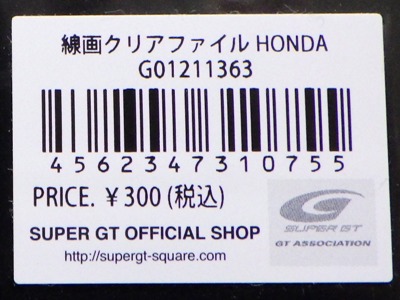 線画クリアファイル HONDA
G01211363
4562347310755
PRICE. ￥300 (税込)
SUPER GT OFFICIAL SHOP
http://supergt-square.com/
SUPER GT
GT ASSOCIATION